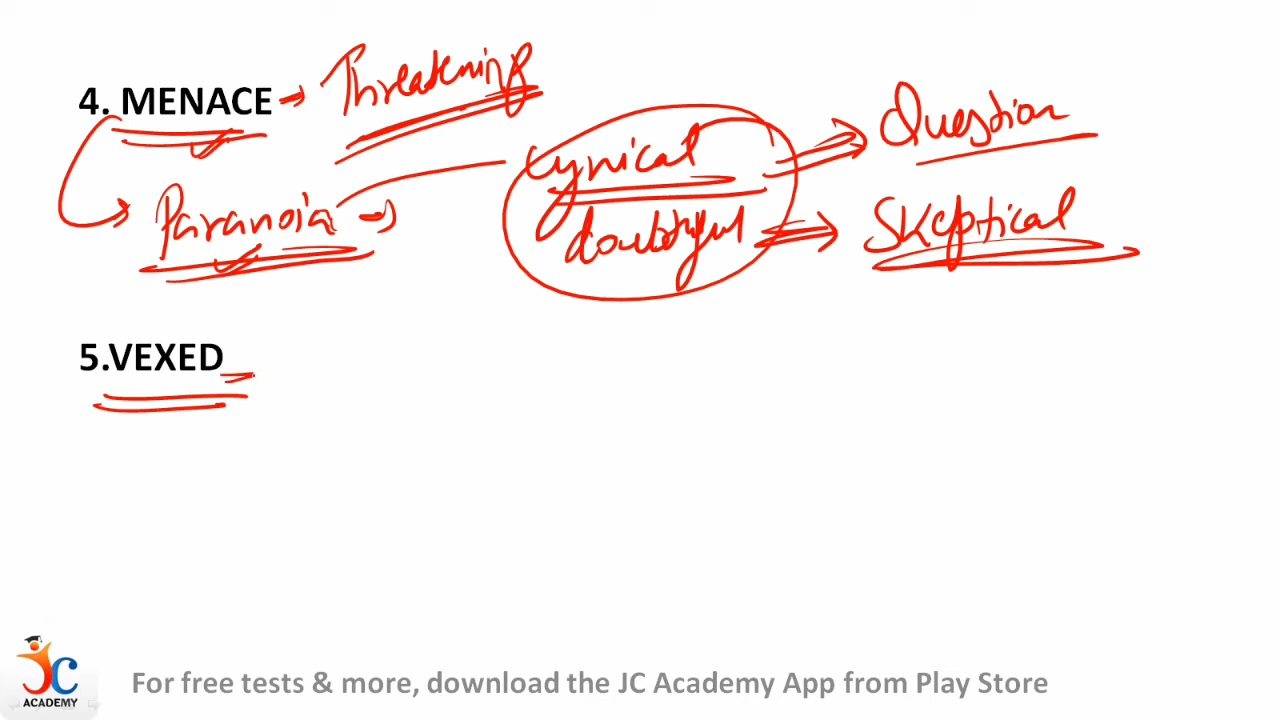 4. MENACE → Threatening
Question
cynical
Paranoia →
doubtful
Skeptical
5.VEXED
JC
ACADEMY
For free tests & more, download the JC Academy App from Play Store